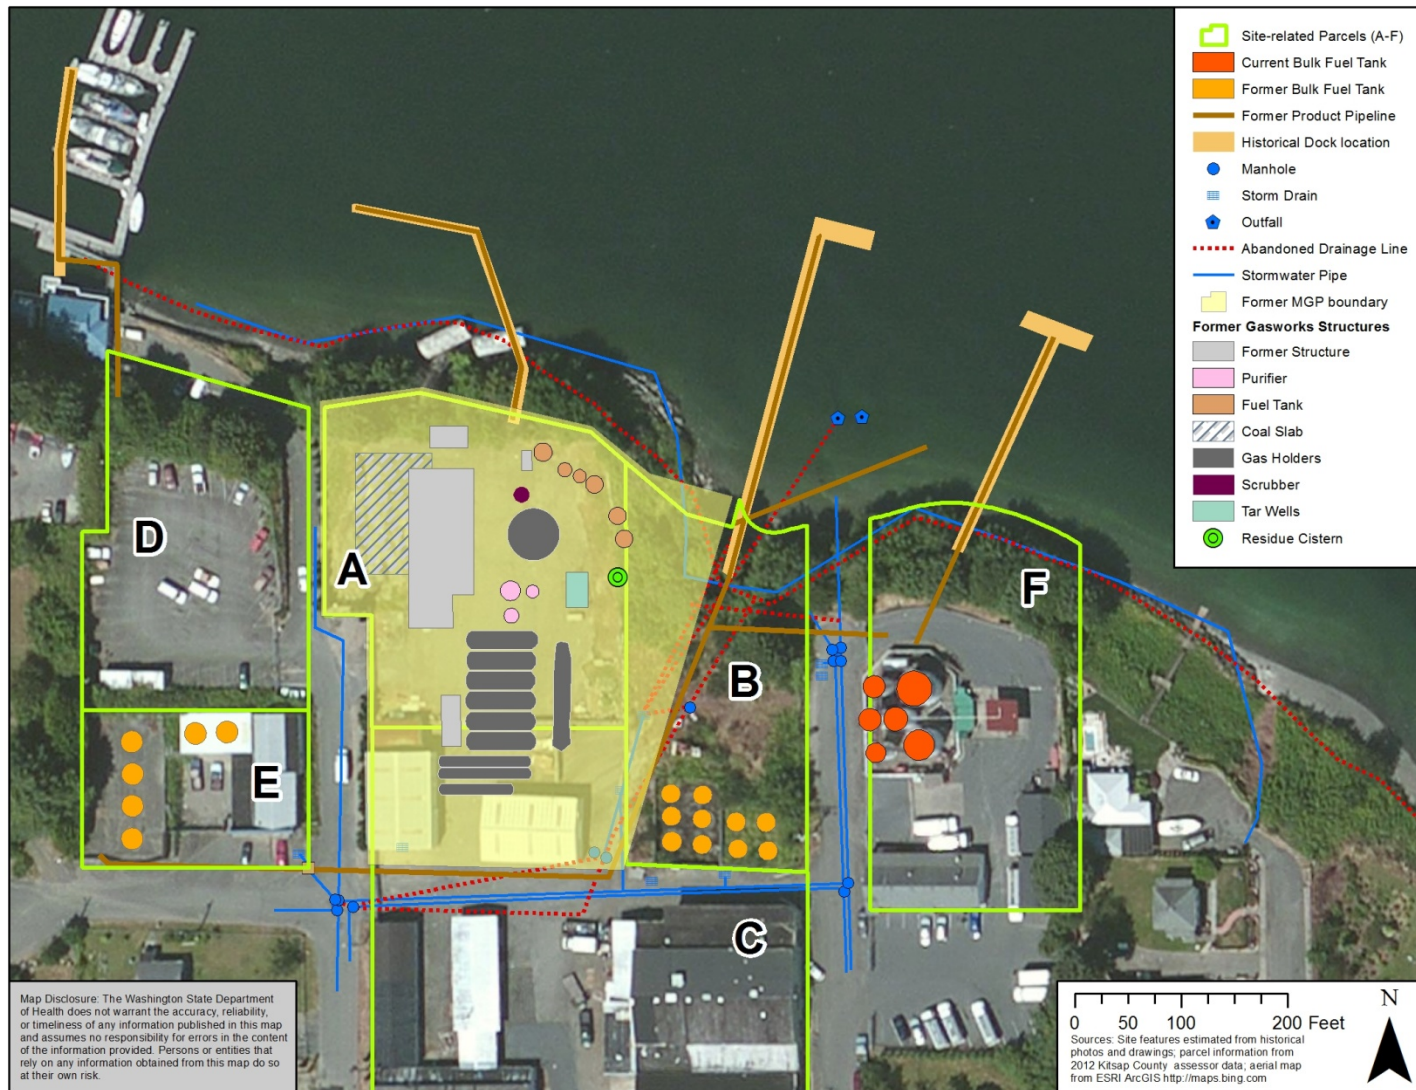 Site-related Parcels (A-F)
Current Bulk Fuel Tank
Former Bulk Fuel Tank
Former Product Pipeline
Historical Dock location
Manhole
Storm Drain
Outfall
Abandoned Drainage Line
Stormwater Pipe
Former MGP boundary
Former Gasworks Structures
Former Structure
Purifier
Fuel Tank
Coal Slab
Gas Holders
Scrubber
Tar Wells
Residue Cistern
D
A
F
B
E
C
Map Disclosure: The Washington State Department
of Health does not warrant the accuracy, reliability,
or timeliness of any information published in this map
and assumes no responsibility for errors in the content
of the information provided. Persons or entities that
rely on any information obtained from this map do so
at their own risk.
0 50 100 200 Feet
Sources: Site features estimated from historical
photos and drawings; parcel information from
2012 Kitsap County assessor data; aerial map
from ESRI ArcGIS http://maps.bing.com
N